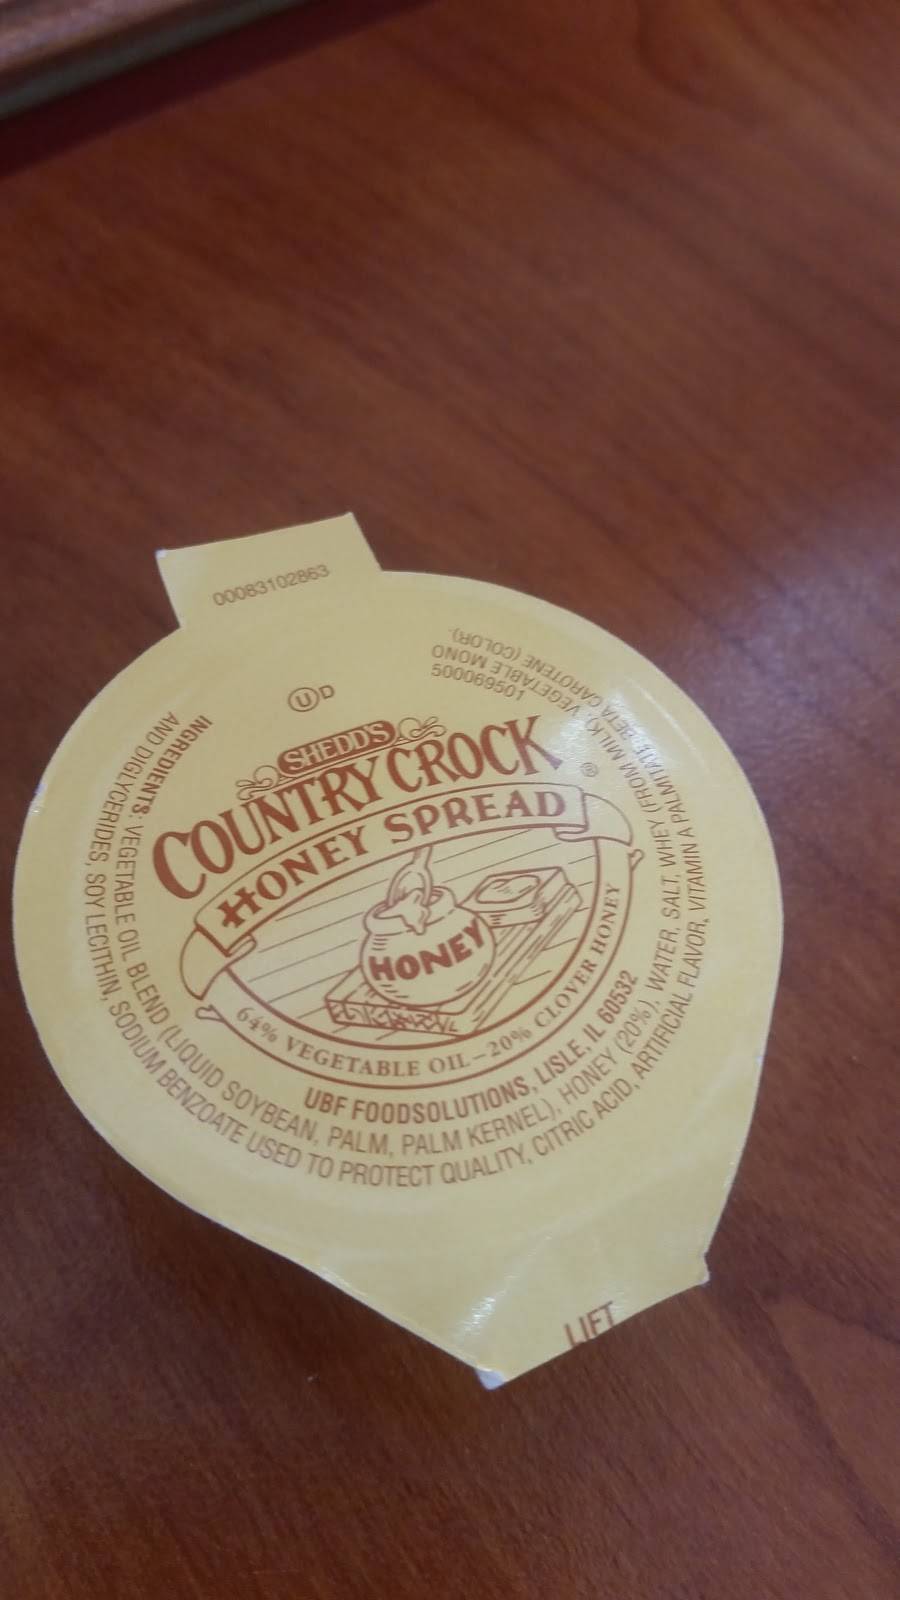 00083102863
UD
SHEDD'S
COUNTRY CROCK®
HONEY SPREAD
HONEY
64% VEGETABLE OIL–20% CLOVER HONEY
UBF FOODSOLUTIONS, LISLE, IL 60532
INGREDIENTS: VEGETABLE OIL BLEND (LIQUID SOYBEAN, PALM, PALM KERNEL), HONEY (20%), WATER, SALT, WHEY (FROM MILK), VEGETABLE MONO
AND DIGLYCERIDES, SOY LECITHIN, SODIUM BENZOATE USED TO PROTECT QUALITY, CITRIC ACID, ARTIFICIAL FLAVOR, VITAMIN A PALMITATE, BETA CAROTENE (COLOR).
500069501
LIFT